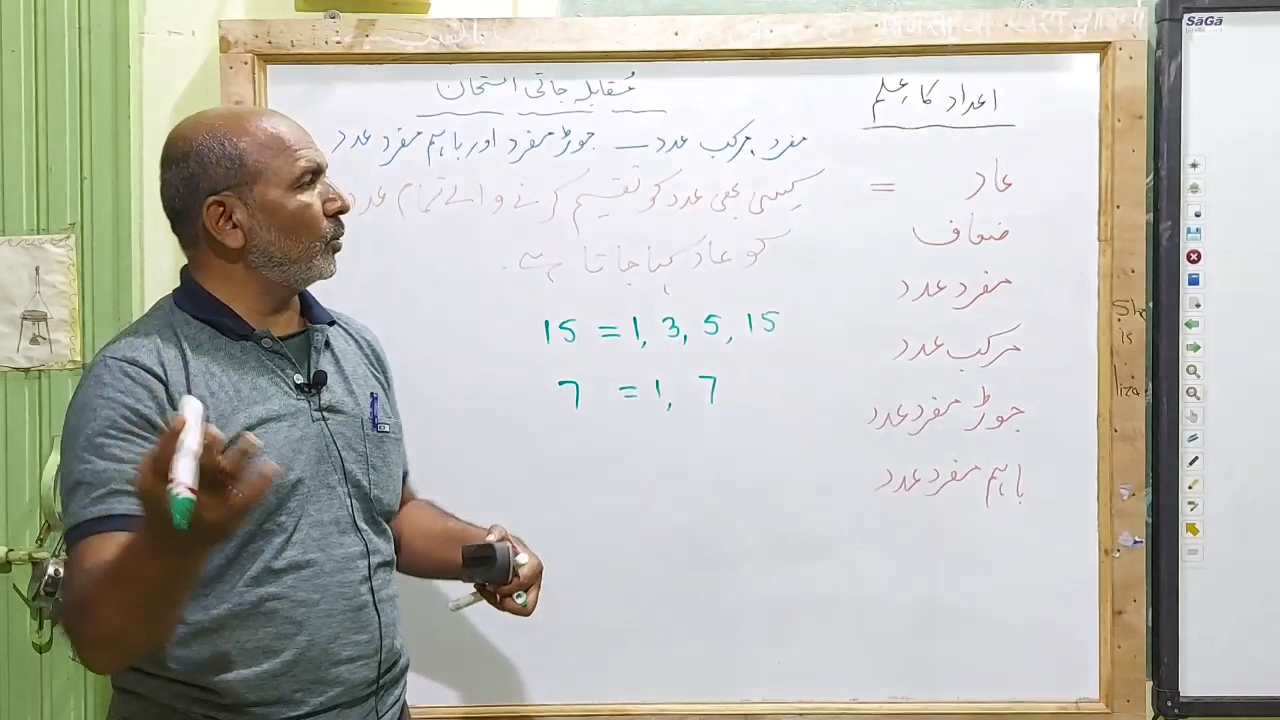 مُقابلہ جاتی امتحان
اعداد کا علم
مفرد، مرکب عدد – جوڑ مفرد اور باہم مفرد عدد
عاد =
کسی بھی عدد کو تقسیم کرنے والے تمام عدد
کو عاد کہا جاتا ہے۔
ضعاف
مفرد عدد
مرکب عدد
جوڑ مفرد عدد
باہم مفرد عدد
15 = 1, 3, 5, 15
7 = 1, 7
SaGa
is